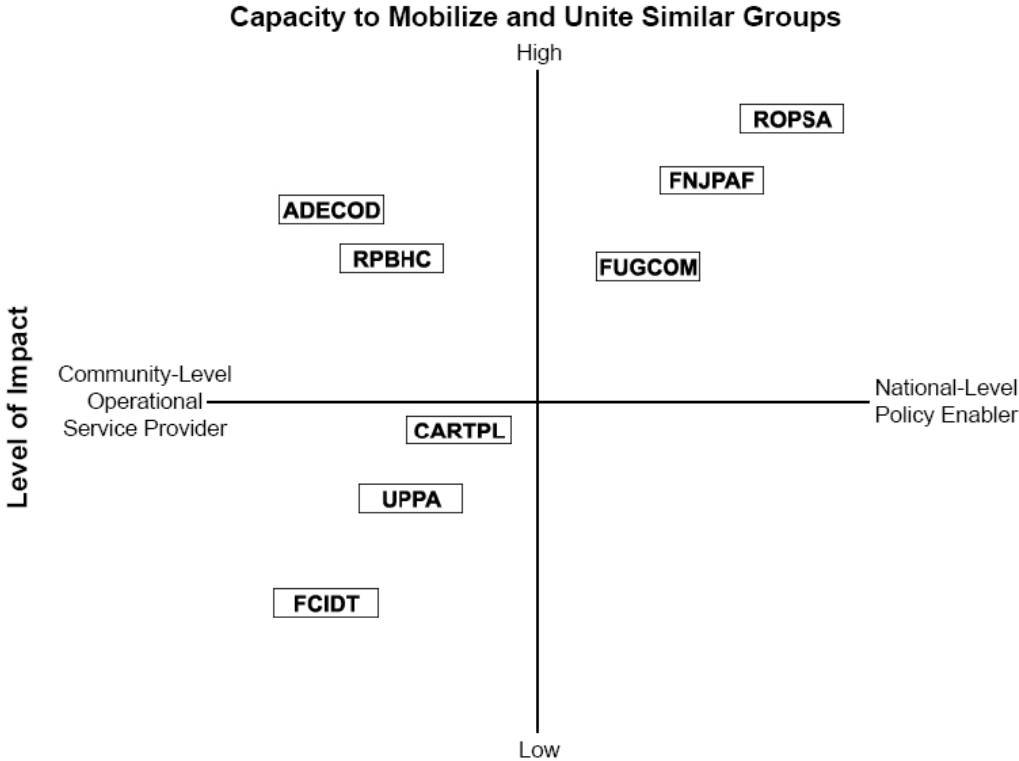 Capacity to Mobilize and Unite Similar Groups
High
ROPSA
FNJPAF
ADECOD
RPBHC
FUGCOM
Level of Impact
Community-Level
Operational
Service Provider
National-Level
Policy Enabler
CARTPL
UPPA
FCIDT
Low